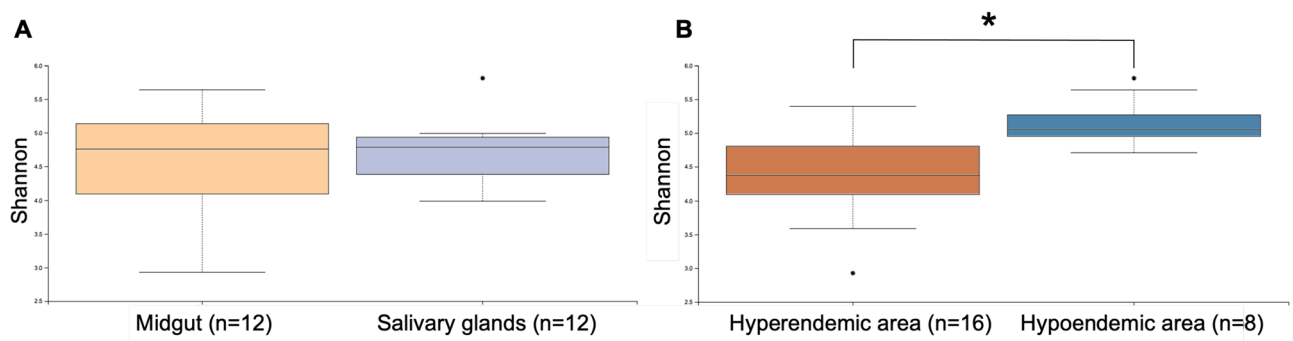 A
Shannon
6.0
5.5
5.0
4.5
4.0
3.5
3.0
2.5
Midgut (n=12)
Salivary glands (n=12)
B
*
Shannon
6.0
5.5
5.0
4.5
4.0
3.5
3.0
2.5
Hyperendemic area (n=16)
Hypoendemic area (n=8)